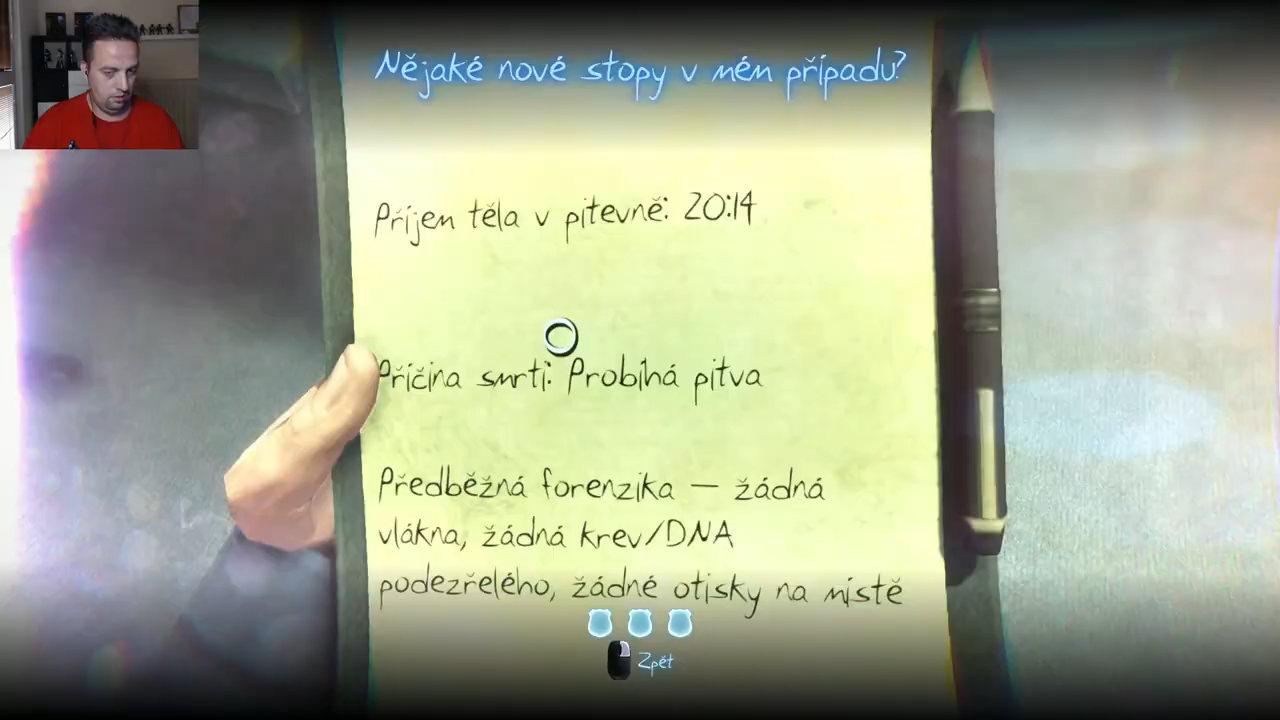 Nějaké nové stopy v mém případu?
Příjem těla v pitevně: 20:14
Příčina smrti: Probíhá pitva
Předběžná forenzika – žádná
vlákna, žádná krev/DNA
podezřelého, žádné otisky na místě
Zpět